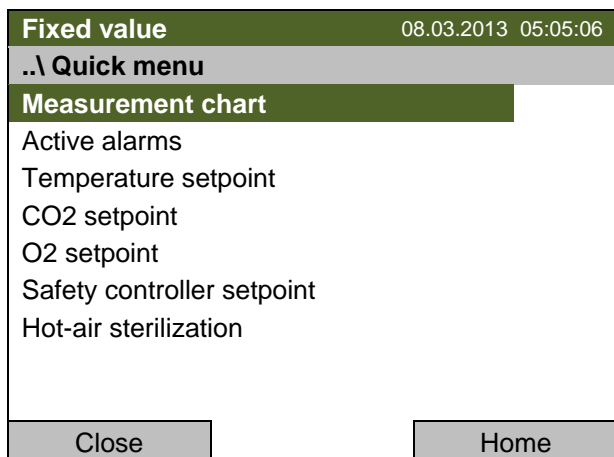 Fixed value 08.03.2013 05:05:06
..\ Quick menu
Measurement chart
Active alarms
Temperature setpoint
CO2 setpoint
O2 setpoint
Safety controller setpoint
Hot-air sterilization
Close Home